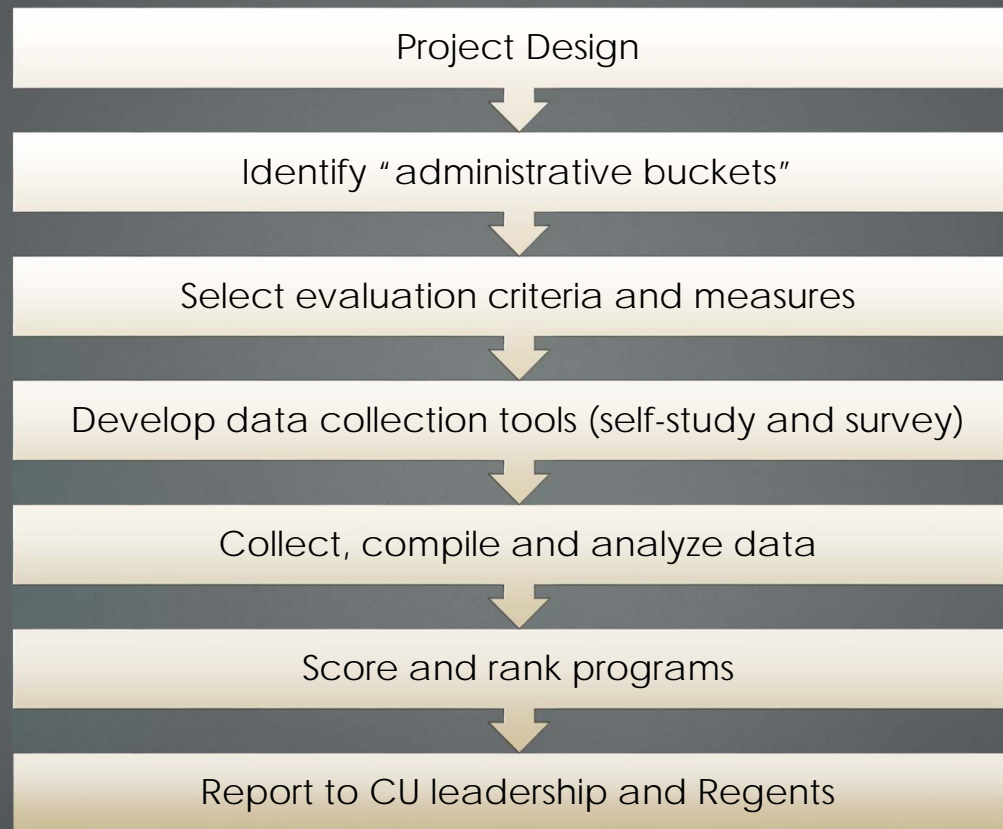 Project Design
Identify "administrative buckets"
Select evaluation criteria and measures
Develop data collection tools (self-study and survey)
Collect, compile and analyze data
Score and rank programs
Report to CU leadership and Regents